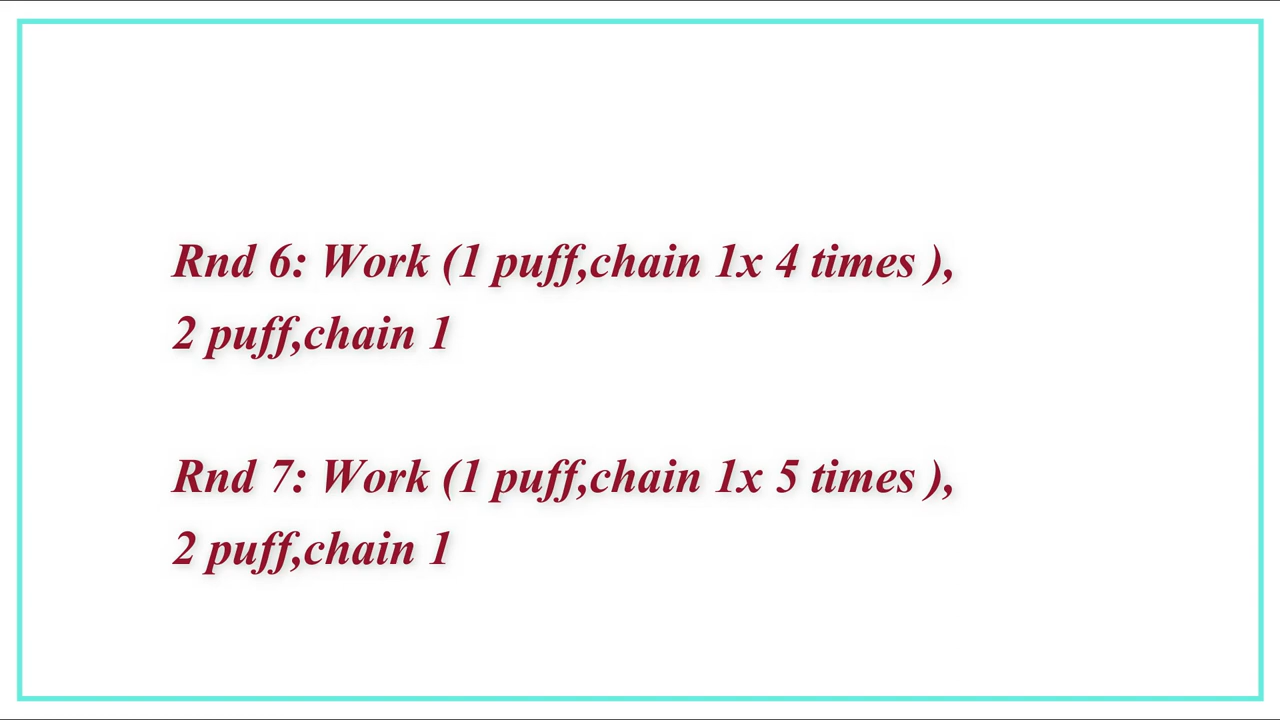 Rnd 6: Work (1 puff,chain 1x 4 times ),
2 puff,chain 1
Rnd 7: Work (1 puff,chain 1x 5 times ),
2 puff,chain 1